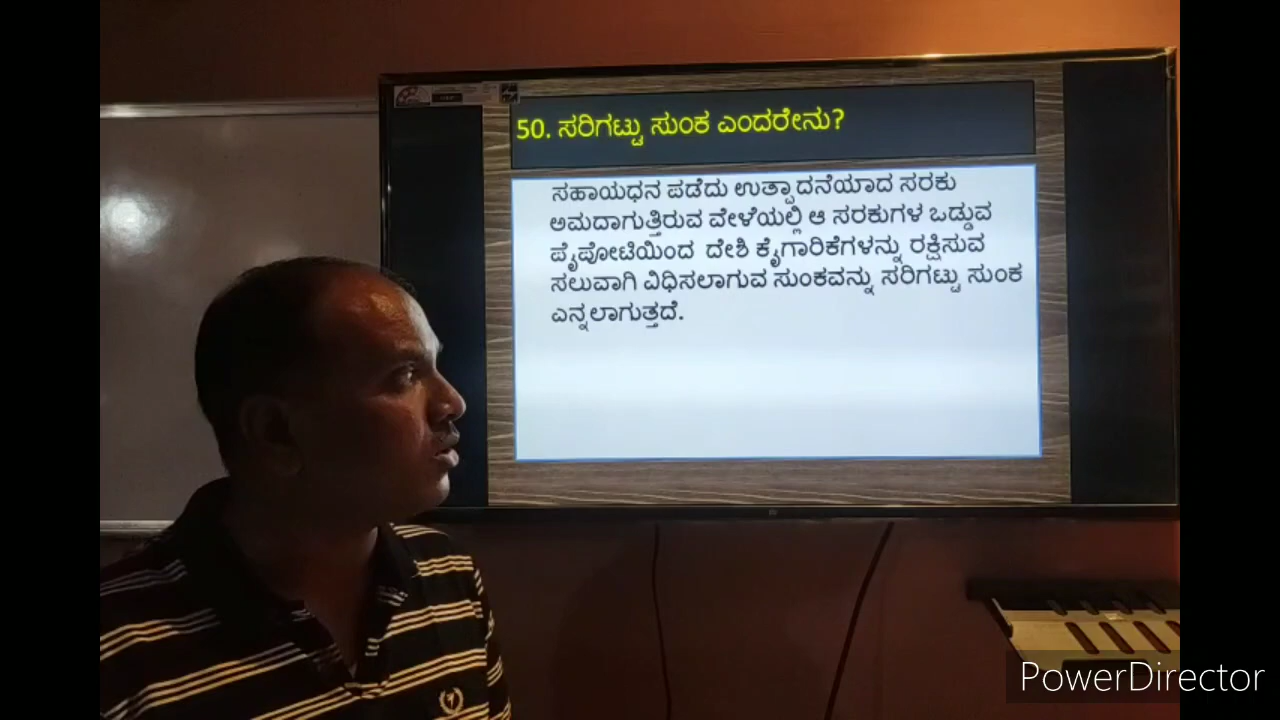 50. ಸರಿಗಟ್ಟು ಸುಂಕ ಎಂದರೇನು?
ಸಹಾಯಧನ ಪಡೆದು ಉತ್ಪಾದನೆಯಾದ ಸರಕು
ಅಮದಾಗುತ್ತಿರುವ ವೇಳೆಯಲ್ಲಿ ಆ ಸರಕುಗಳ ಒಡ್ಡುವ
ಪೈಪೋಟಿಯಿಂದ ದೇಶಿ ಕೈಗಾರಿಕೆಗಳನ್ನು ರಕ್ಷಿಸುವ
ಸಲುವಾಗಿ ವಿಧಿಸಲಾಗುವ ಸುಂಕವನ್ನು ಸರಿಗಟ್ಟು ಸುಂಕ
ಎನ್ನಲಾಗುತ್ತದೆ.
PowerDirector